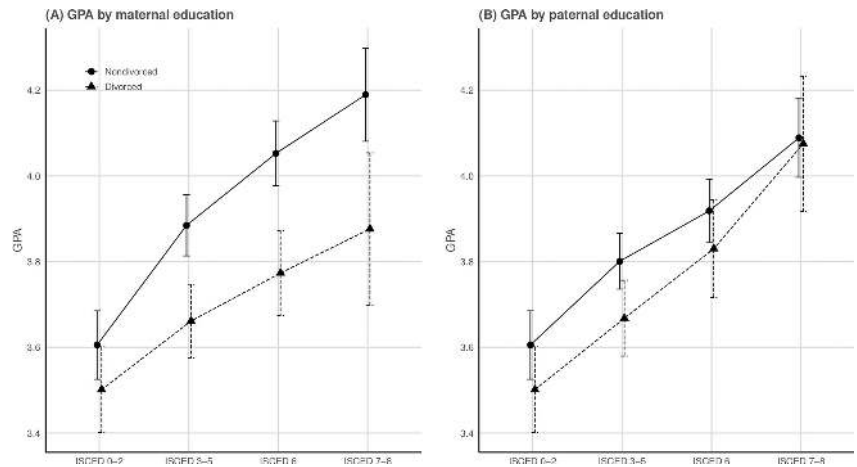 (A) GPA by maternal education
Nondivorced
Divorced
4.2
4.0
3.8
3.6
3.4
GPA
ISCED 0–2
ISCED 3–5
ISCED 6
ISCED 7–8
(B) GPA by paternal education
4.2
4.0
3.8
3.6
3.4
GPA
ISCED 0–2
ISCED 3–5
ISCED 6
ISCED 7–8